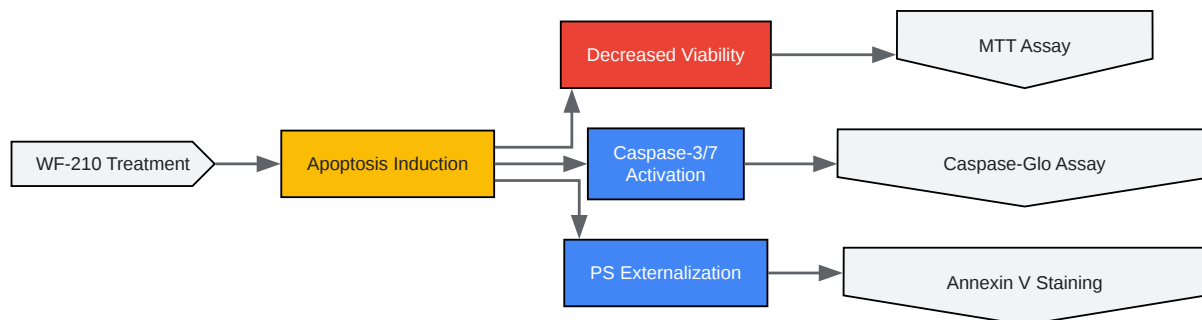 Decreased Viability
MTT Assay
WF-210 Treatment
Apoptosis Induction
Caspase-3/7
Activation
Caspase-Glo Assay
PS Externalization
Annexin V Staining